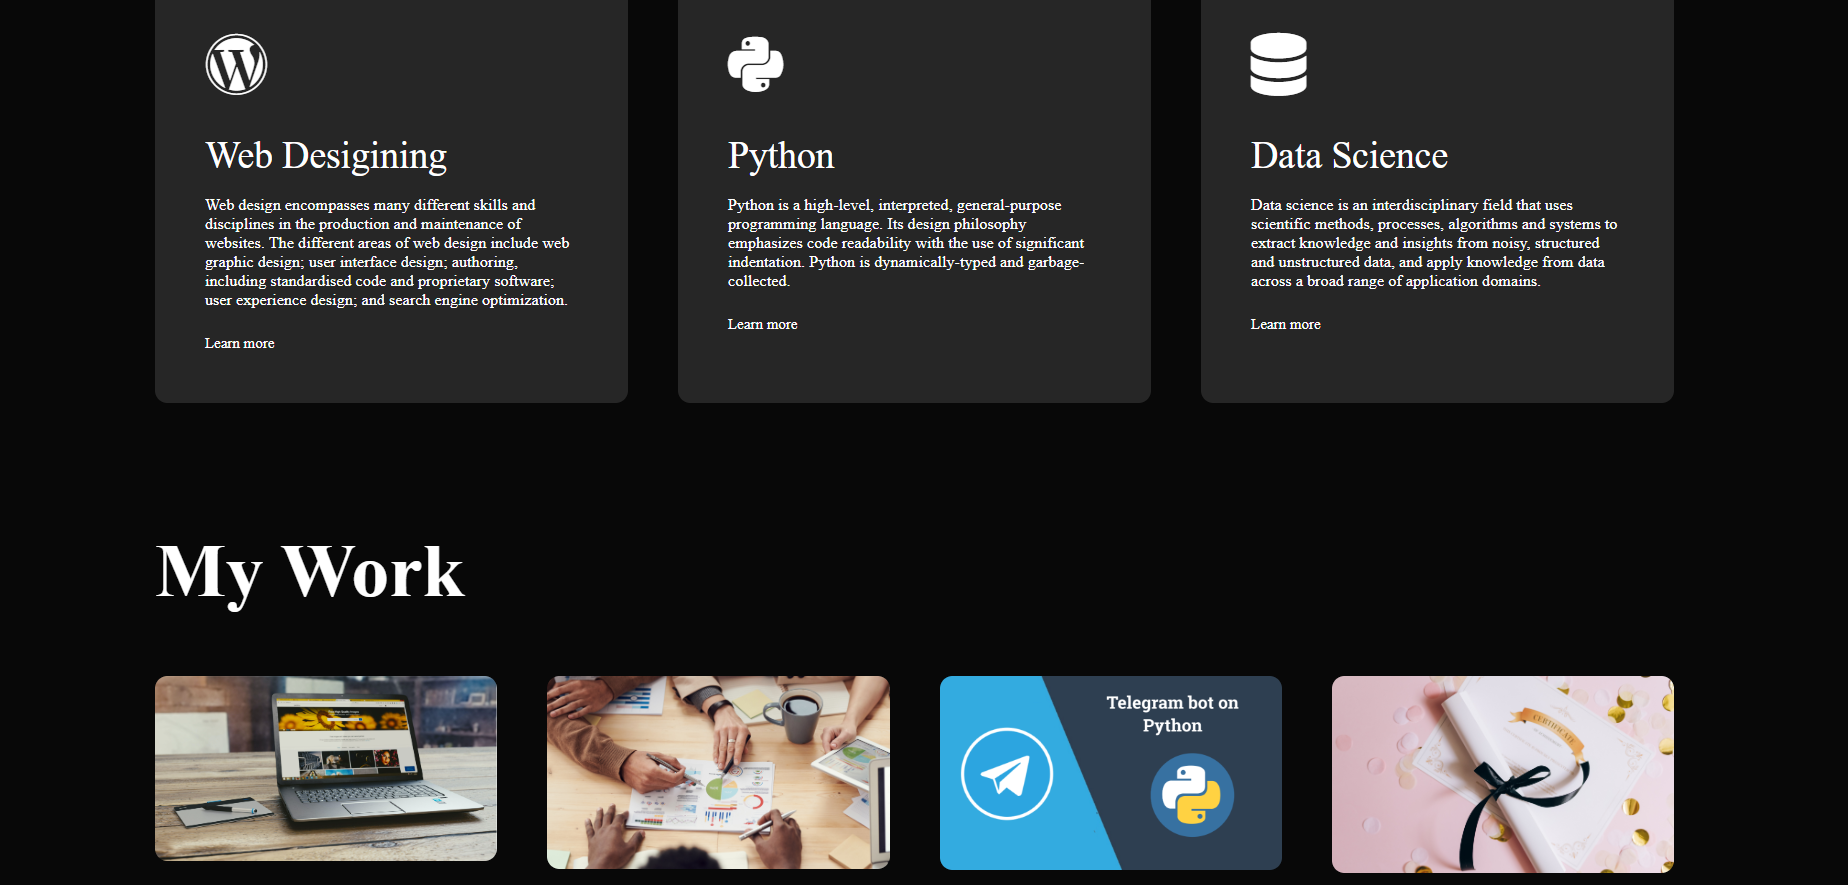 Web Desigining
Web design encompasses many different skills and
disciplines in the production and maintenance of
websites. The different areas of web design include web
graphic design; user interface design; authoring,
including standardised code and proprietary software;
user experience design; and search engine optimization.
Learn more
Python
Python is a high-level, interpreted, general-purpose
programming language. Its design philosophy
emphasizes code readability with the use of significant
indentation. Python is dynamically-typed and garbage-
collected.
Learn more
Data Science
Data science is an interdisciplinary field that uses
scientific methods, processes, algorithms and systems to
extract knowledge and insights from noisy, structured
and unstructured data, and apply knowledge from data
across a broad range of application domains.
Learn more
My Work
Telegram bot on
Python
CERTIFICATE